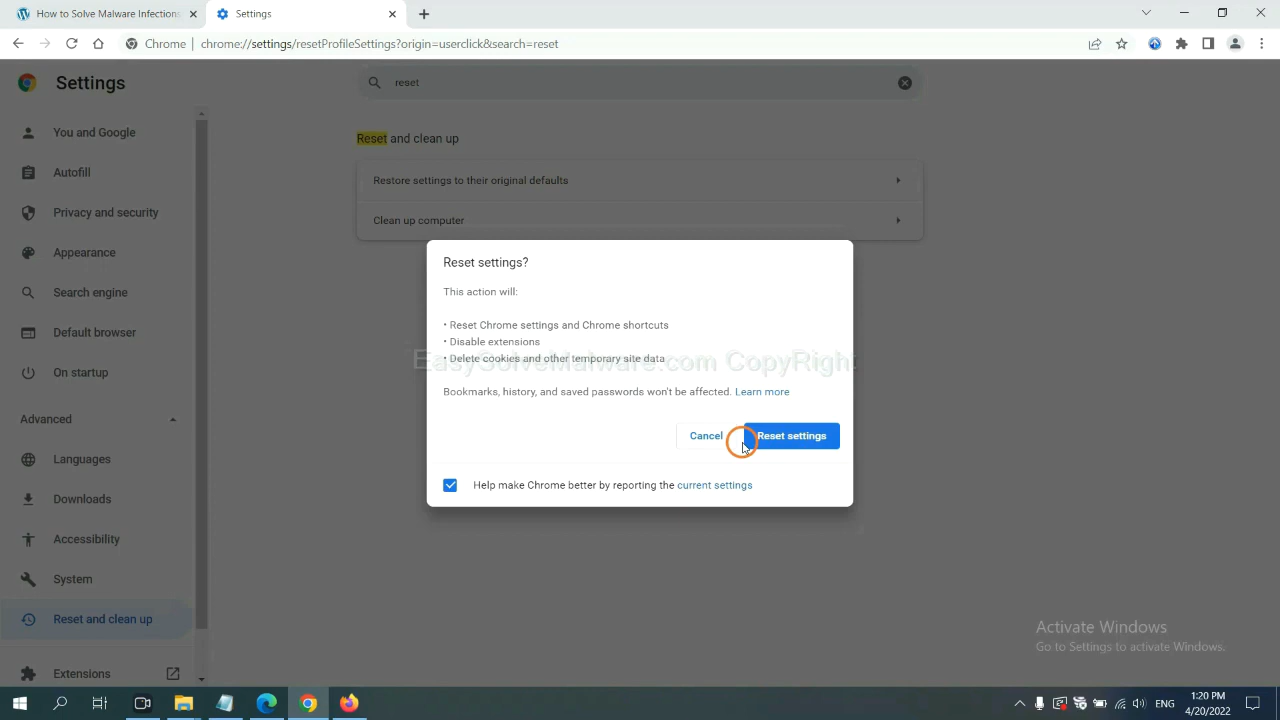 How to Solve Malware Infections
Settings
Chrome
chrome://settings/resetProfileSettings?origin=userclick&search=reset
Settings
reset
You and Google
Autofill
Privacy and security
Appearance
Search engine
Default browser
On startup
Advanced
Languages
Downloads
Accessibility
System
Reset and clean up
Extensions
Reset and clean up
Restore settings to their original defaults
Clean up computer
Reset settings?
This action will:
• Reset Chrome settings and Chrome shortcuts
• Disable extensions
• Delete cookies and other temporary site data
EasySolveMalware.com CopyRight
Bookmarks, history, and saved passwords won't be affected. Learn more
Cancel
Reset settings
Help make Chrome better by reporting the current settings
Activate Windows
Go to Settings to activate Windows.
ENG
1:20 PM
4/20/2022